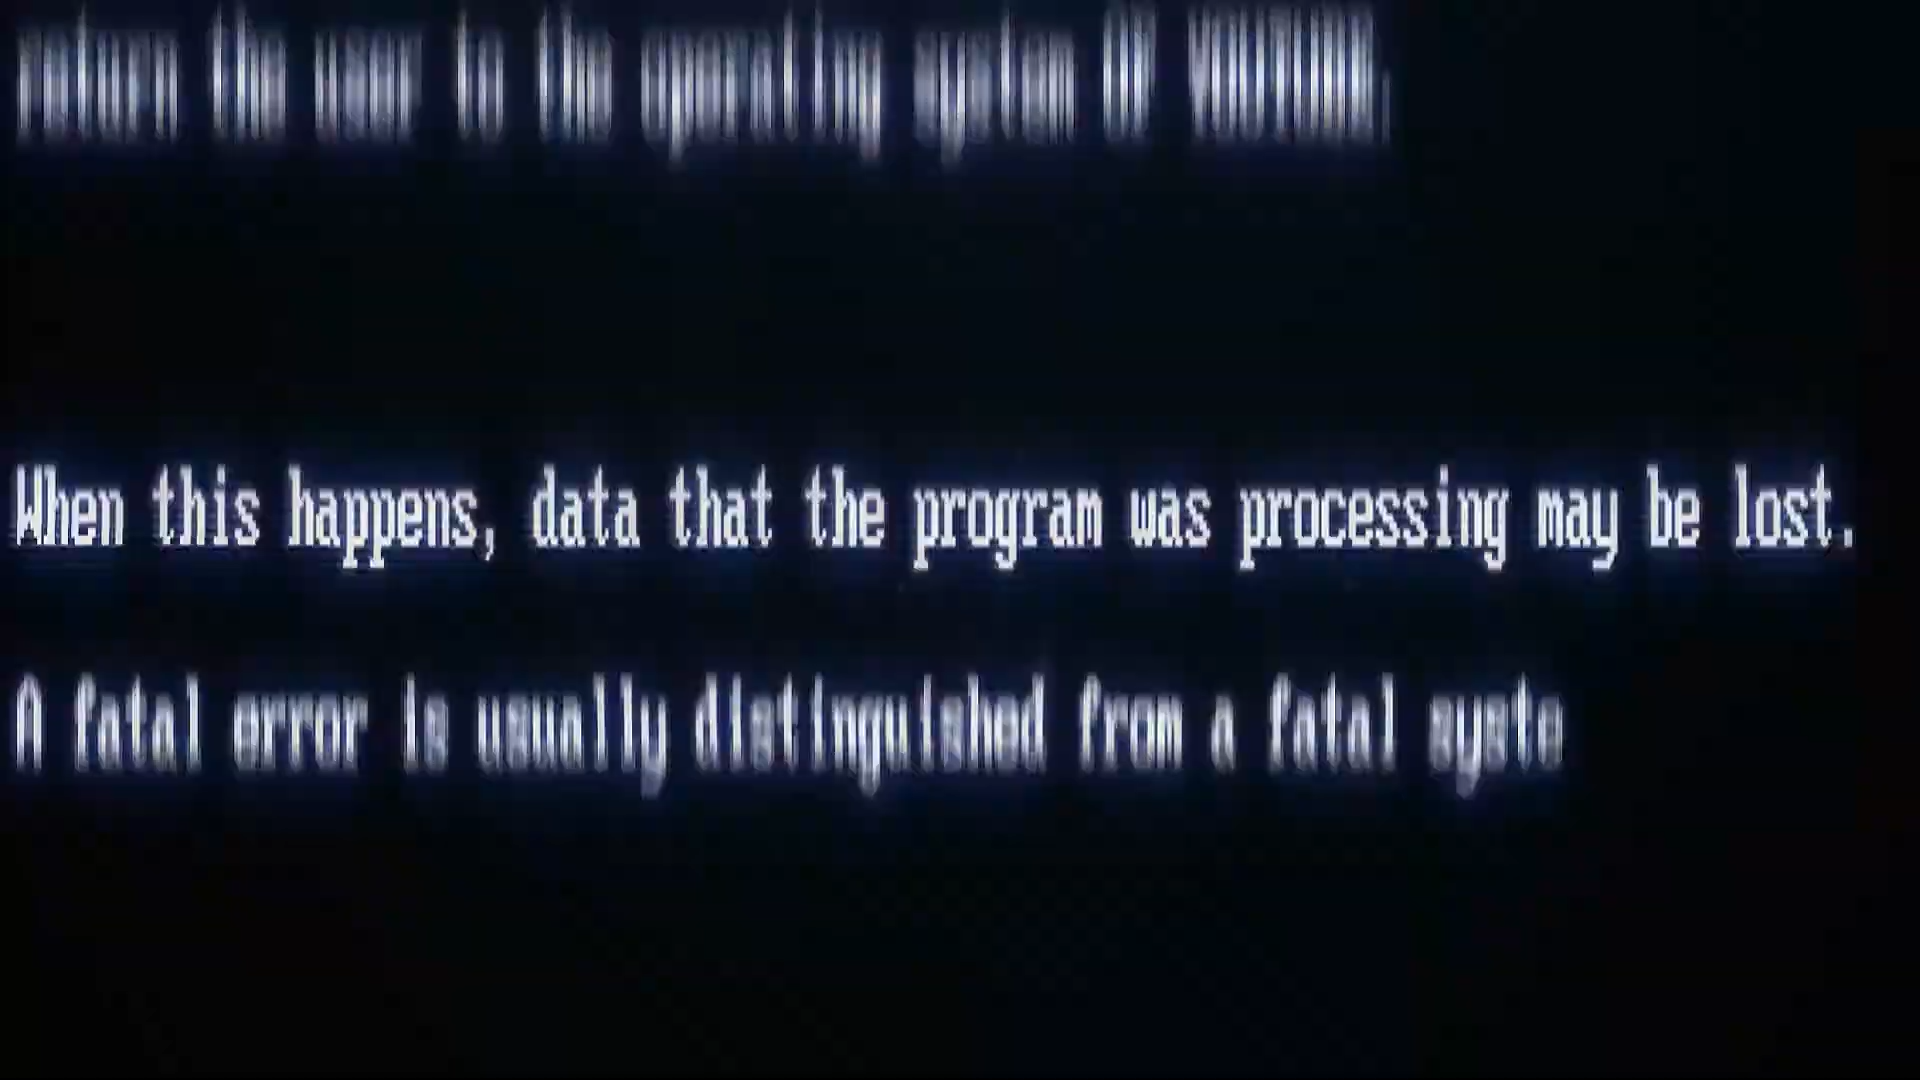 return the user to the operating system OF
When this happens, data that the program was processing may be lost.
A fatal error is usually distinguished from a fatal syste